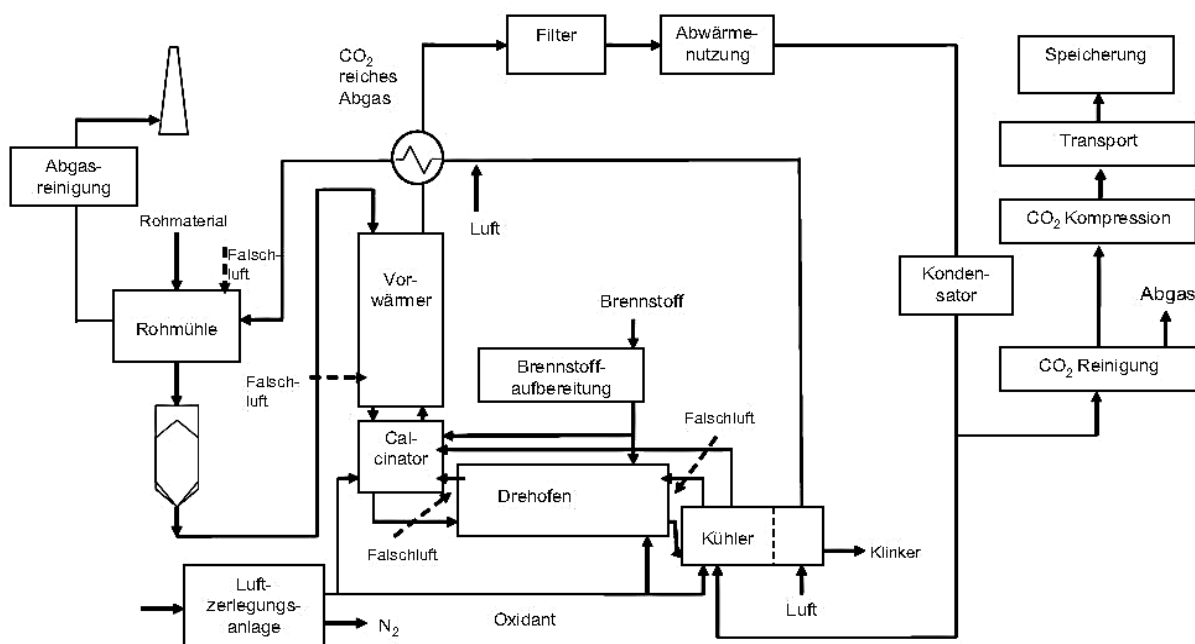 CO₂
reiches
Abgas
Filter
Abwärme-
nutzung
Speicherung
Transport
CO₂ Kompression
Abgas
CO₂ Reinigung
Konden-
sator
Abgas-
reinigung
Rohmaterial
Falsch-
luft
Rohmühle
Luft
Vor-
wärmer
Falsch-
luft
Brennstoff
Brennstoff-
aufbereitung
Falschluft
Cal-
cinator
Drehofen
Falschluft
Kühler
Klinker
Luft
Luft-
zerlegungs-
anlage
N₂
Oxidant